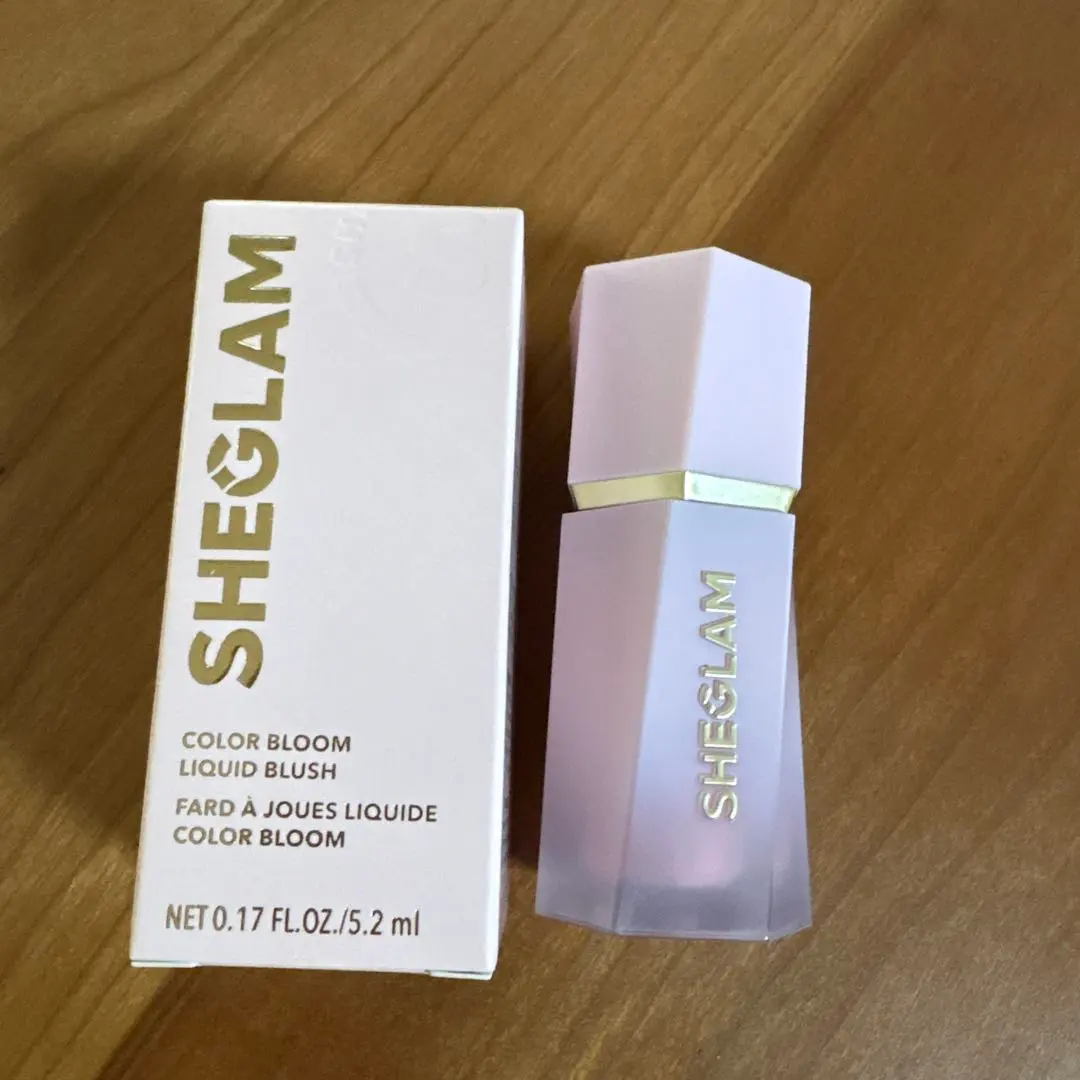 SHEGLAM
COLOR BLOOM
LIQUID BLUSH
FARD À JOUES LIQUIDE
COLOR BLOOM
NET 0.17 FL.OZ./5.2 ml
SHEGLAM